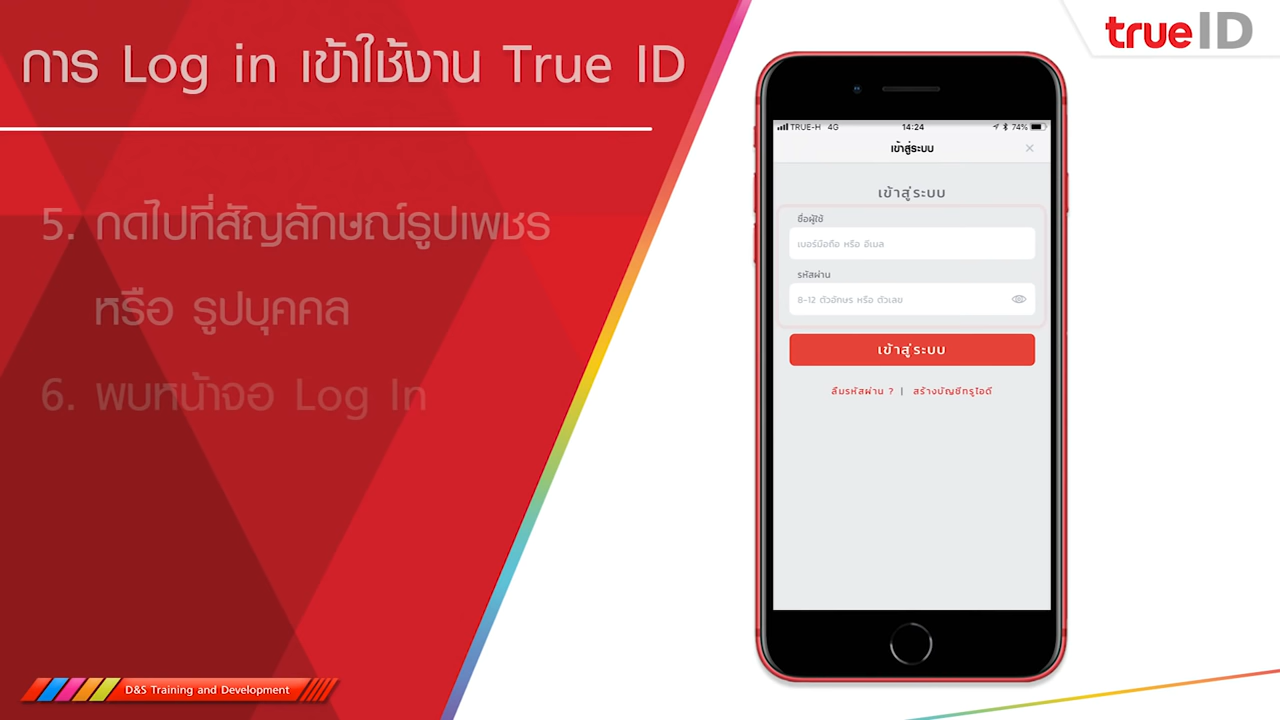 การ Log in เข้าใช้งาน True ID
5. กดไปที่สัญลักษณ์รูปเพชร
หรือ รูปบุคคล
6. พบหน้าจอ Log In
D&S Training and Development
trueID
TRUE-H 4G 14:24 74%
เข้าสู่ระบบ
เข้าสู่ระบบ
ชื่อผู้ใช้
เบอร์มือถือ หรือ อีเมล
รหัสผ่าน
8-12 ตัวอักษร หรือ ตัวเลข
เข้าสู่ระบบ
ลืมรหัสผ่าน ? | สร้างบัญชีทรูไอดี